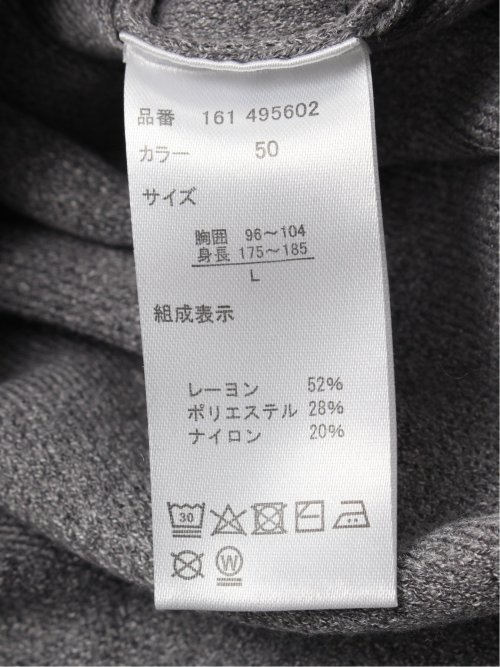 品番 161 495602
カラー 50
サイズ
胸囲 96～104
身長 175～185
L
組成表示
レーヨン 52%
ポリエステル 28%
ナイロン 20%
30
W